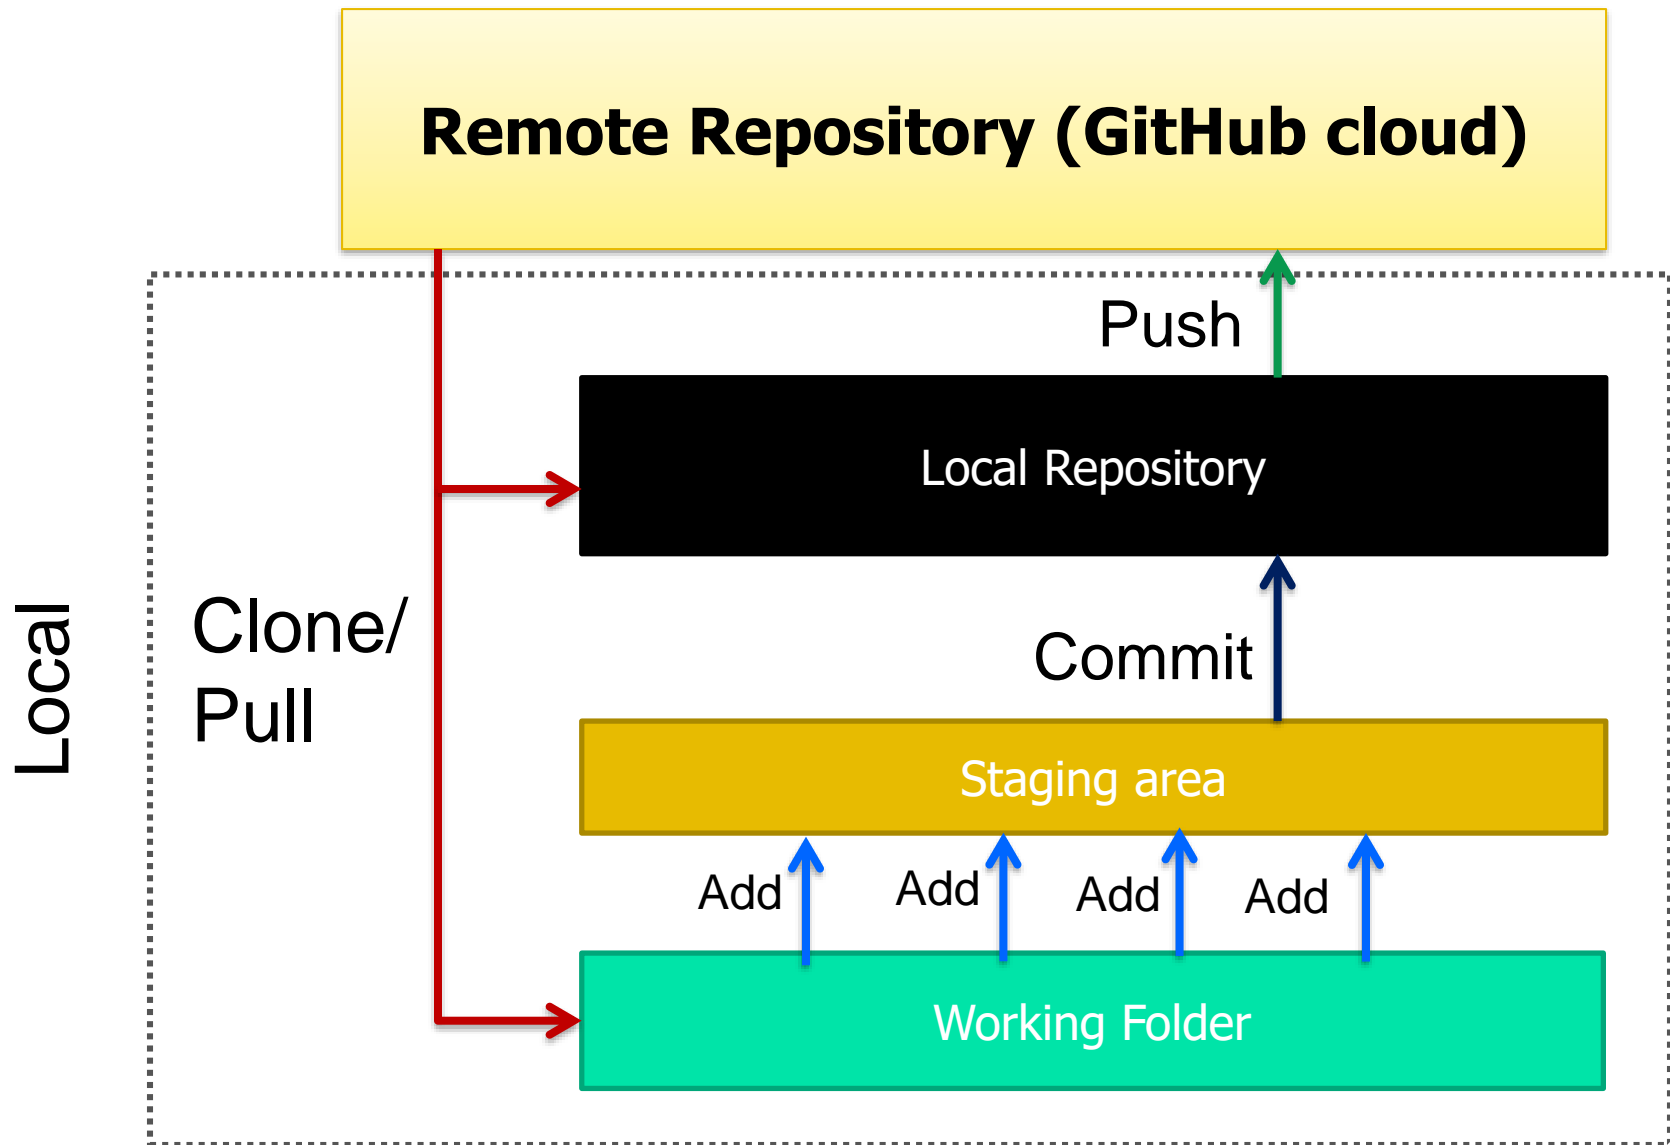 Remote Repository (GitHub cloud)
Push
Local Repository
Local
Clone/
Pull
Commit
Staging area
Add
Add
Add
Add
Working Folder